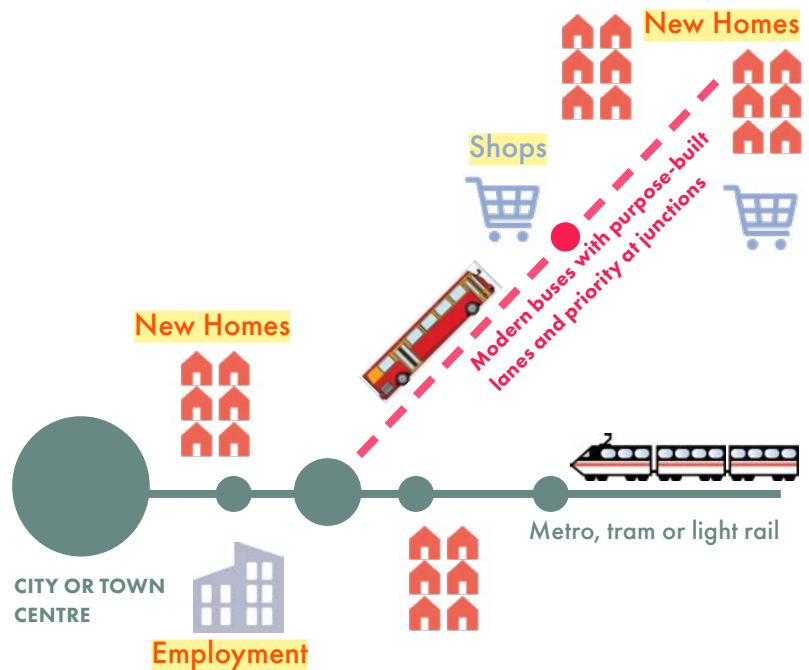 New Homes
Shops
Modern buses with purpose-built
lanes and priority at junctions
New Homes
Metro, tram or light rail
CITY OR TOWN
CENTRE
Employment